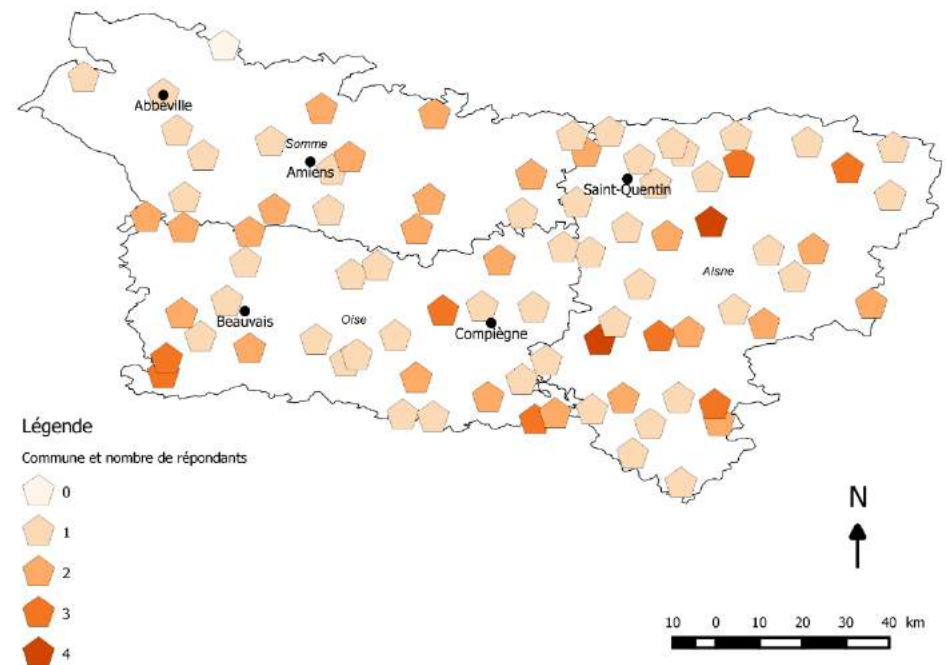 Abbeville
Somme
Amiens
Saint-Quentin
Aisne
Beauvais
Oise
Compiègne
Légende
Commune et nombre de répondants
0
1
2
3
4
N
10 0 10 20 30 40 km